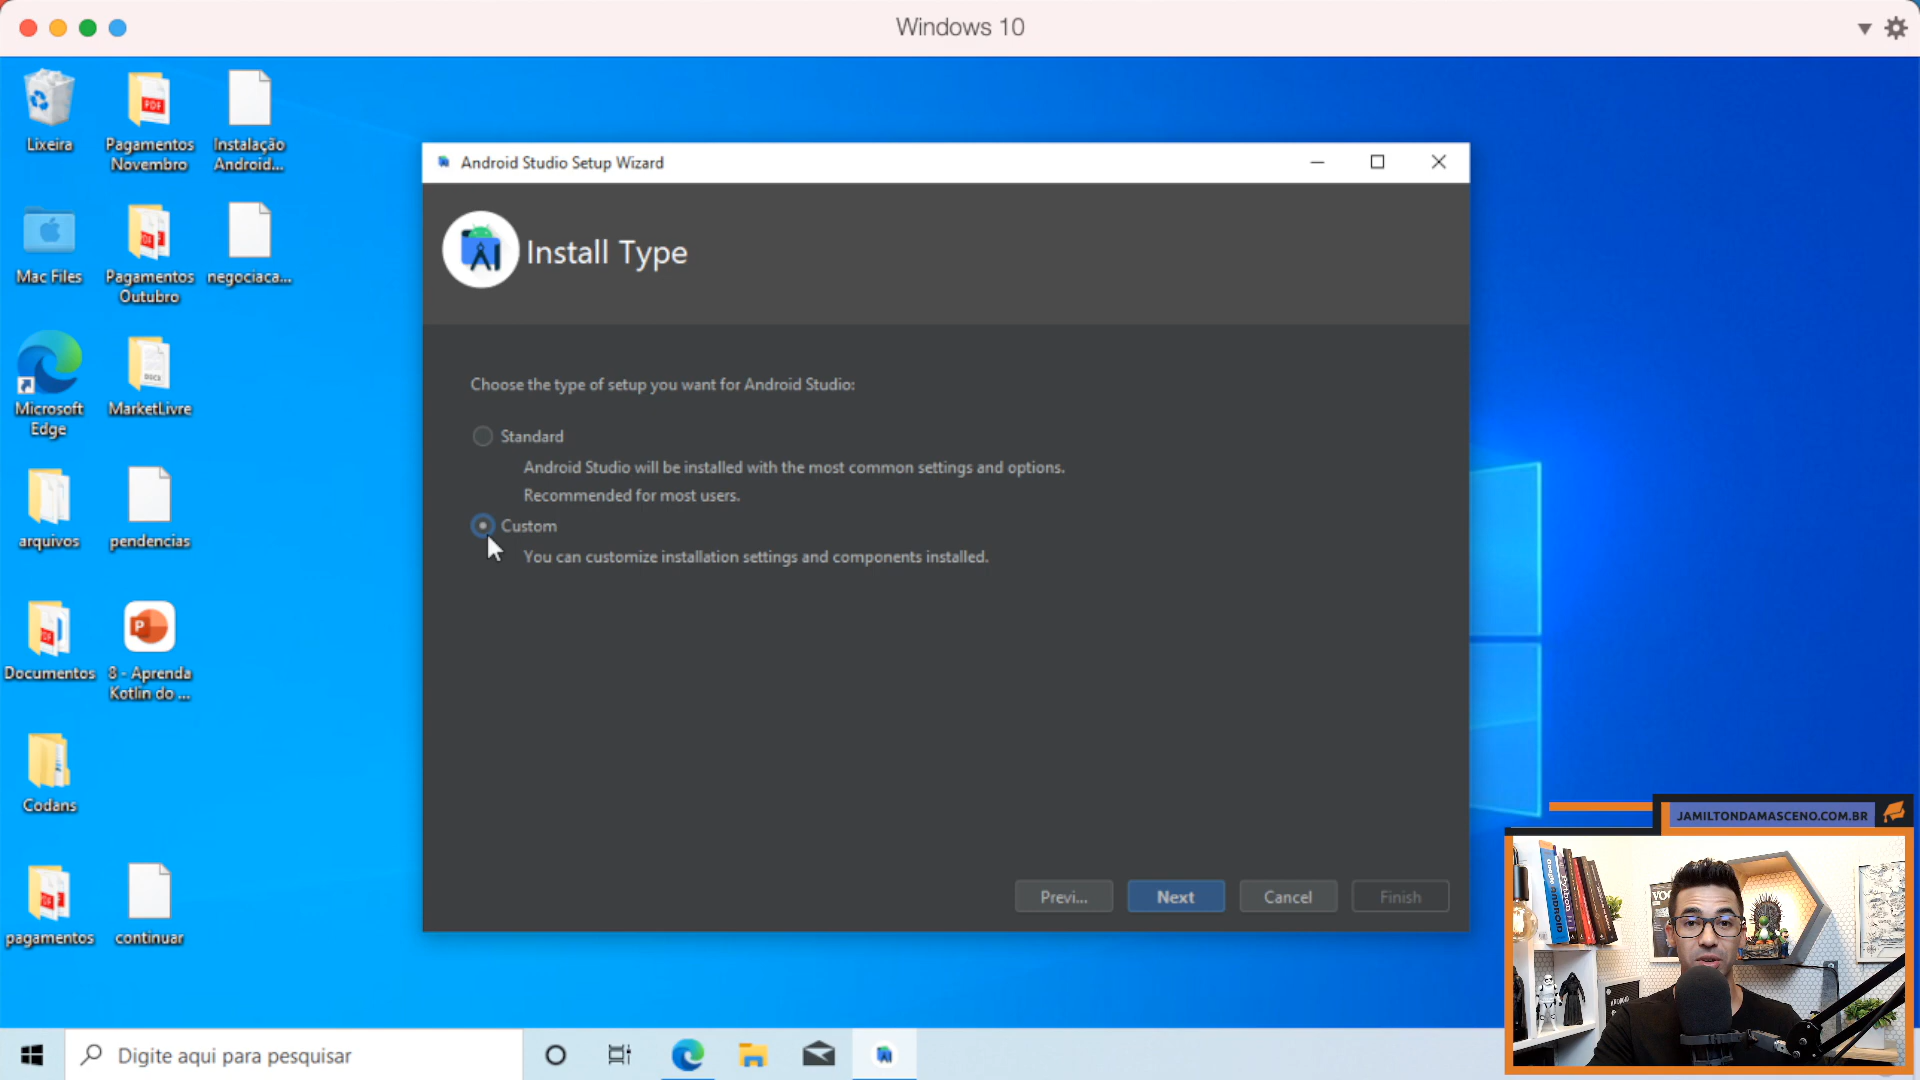 Windows 10
Lixeira
Pagamentos
Novembro
Instalação
Android...
Mac Files
Pagamentos
Outubro
negociaca...
Microsoft
Edge
MarketLivre
arquivos
pendencias
Documentos
8 - Aprenda
Kotlin do ...
Codans
pagamentos
continuar
Android Studio Setup Wizard
Install Type
Choose the type of setup you want for Android Studio:
Standard
Android Studio will be installed with the most common settings and options.
Recommended for most users.
Custom
You can customize installation settings and components installed.
Previ...
Next
Cancel
Finish
JAMILTONDAMASCENO.COM.BR
Digite aqui para pesquisar